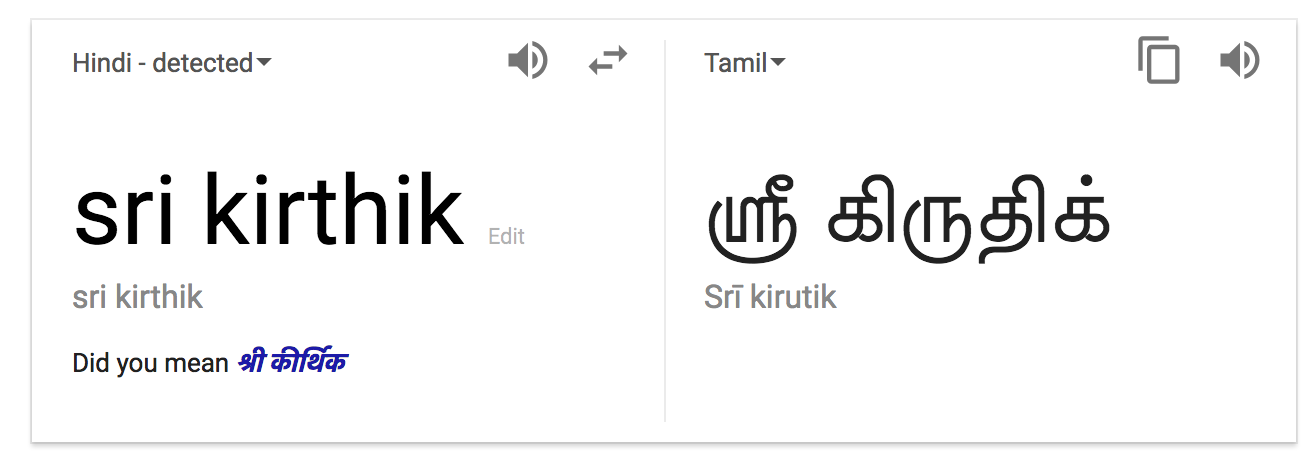 Hindi - detected
sri kirthik Edit
sri kirthik
Did you mean श्री कीर्थिक
Tamil
ஸ்ரீ கிருதிக்
Srī kirutik